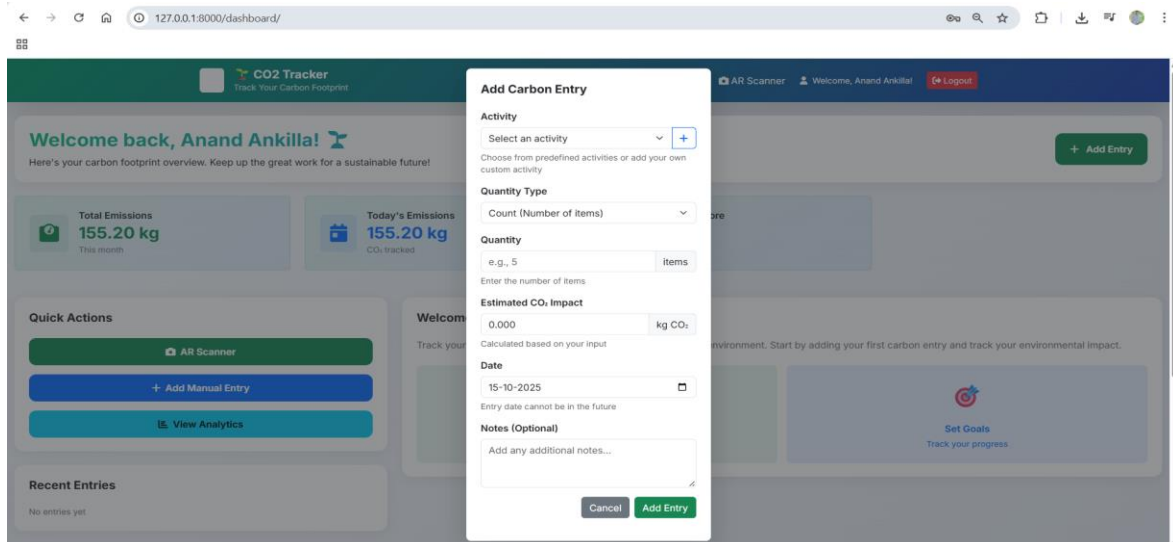 127.0.0.1:8000/dashboard/
CO2 Tracker
Track Your Carbon Footprint
AR Scanner
Welcome, Anand Ankilla!
Logout
Welcome back, Anand Ankilla!
Here's your carbon footprint overview. Keep up the great work for a sustainable future!
+ Add Entry
Total Emissions
155.20 kg
This month
Today's Emissions
155.20 kg
CO₂ tracked
Quick Actions
AR Scanner
+ Add Manual Entry
View Analytics
Recent Entries
No entries yet
Track your
environment. Start by adding your first carbon entry and track your environmental impact.
Set Goals
Track your progress
Add Carbon Entry
Activity
Select an activity
+
Choose from predefined activities or add your own
custom activity
Quantity Type
Count (Number of items)
Quantity
e.g., 5 items
Enter the number of items
Estimated CO₂ Impact
0.000 kg CO₂
Calculated based on your input
Date
15-10-2025
Entry date cannot be in the future
Notes (Optional)
Add any additional notes...
Cancel Add Entry